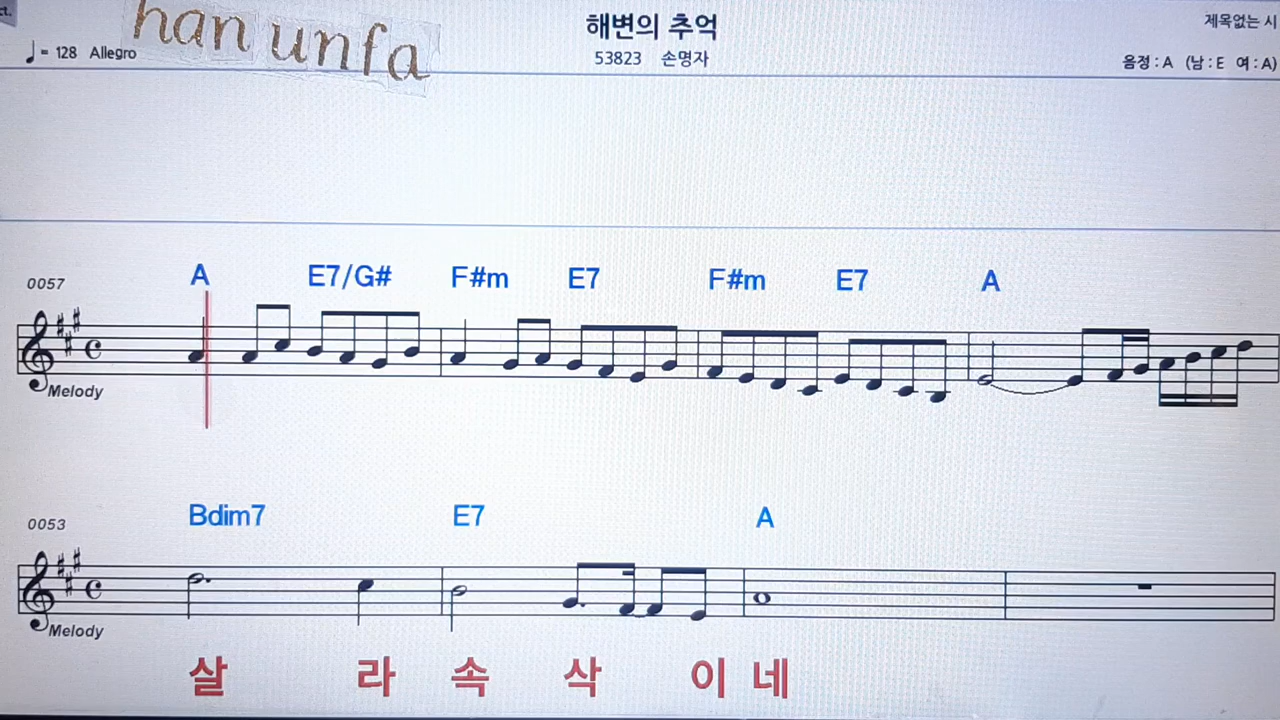 ct.
han unfa
해변의 추억
제목없는 시
♩= 128 Allegro
53823 손명자
음정 : A (남 : E 여 : A)
0057
A E7/G# F#m E7 F#m E7 A
Melody
0053
Bdim7 E7 A
Melody
살 라 속 삭 이 네